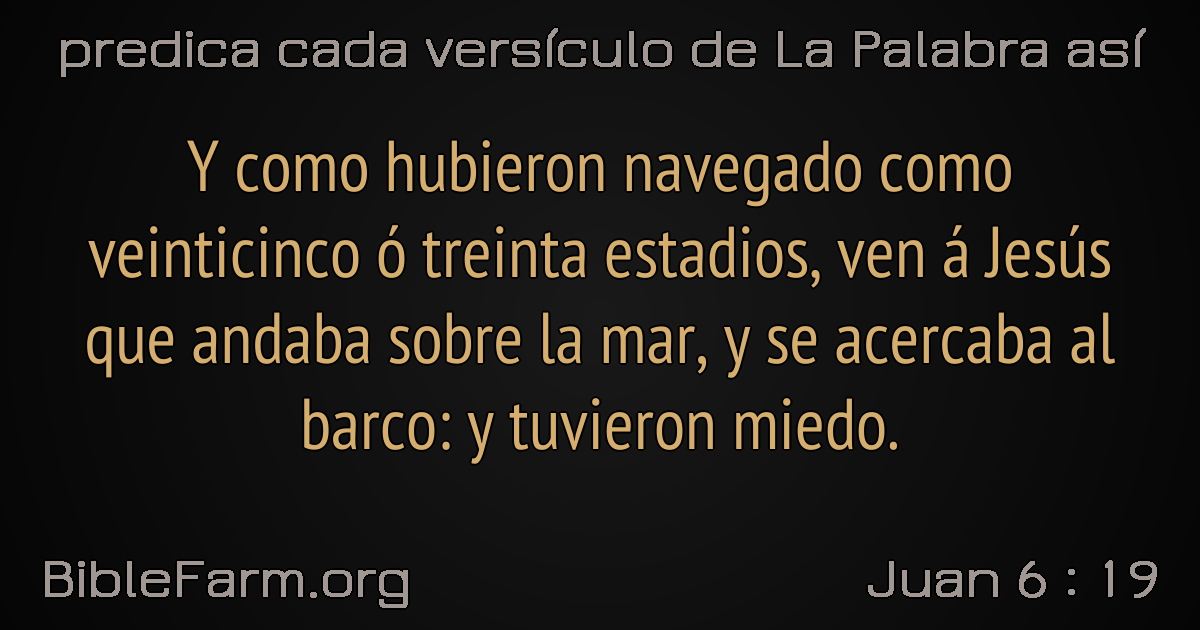 predica cada versículo de La Palabra así
Y como hubieron navegado como
veinticinco ó treinta estadios, ven á Jesús
que andaba sobre la mar, y se acercaba al
barco: y tuvieron miedo.
BibleFarm.org
Juan 6 : 19